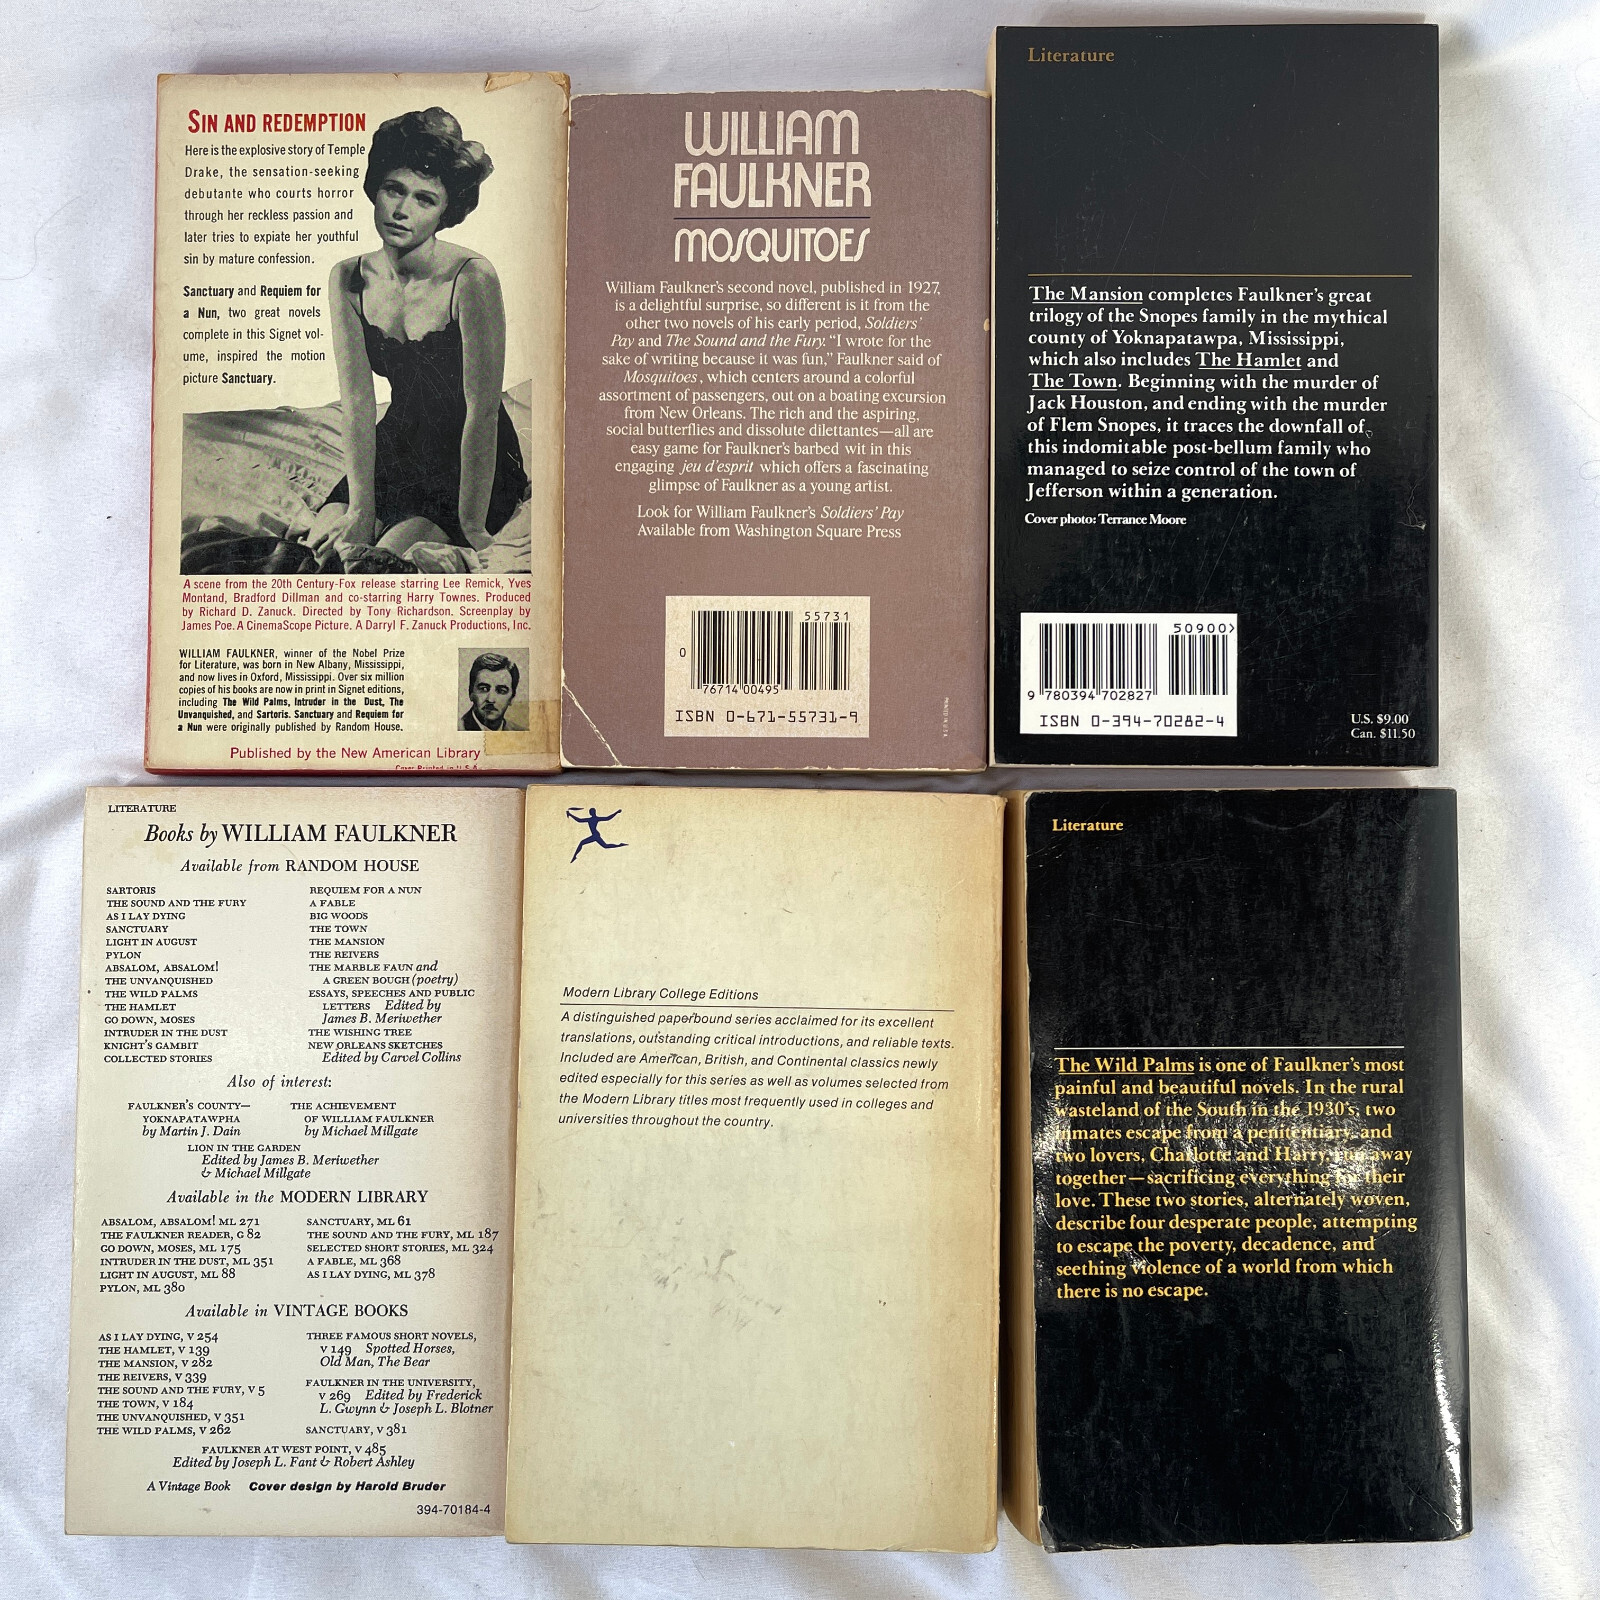 SIN AND REDEMPTION
Here is the explosive story of Temple
Drake, the sensation-seeking
debutante who courts horror
through her reckless passion and
later tries to expiate her youthful
sin by mature confession.
Sanctuary and Requiem for
a Nun, two great novels
complete in this Signet vol-
ume, inspired the motion
picture Sanctuary.
A scene from the 20th Century-Fox release starring Lee Remick, Yves
Montand, Bradford Dillman and co-starring Harry Townes. Produced
by Richard D. Zanuck. Directed by Tony Richardson. Screenplay by
James Poe. A CinemaScope Picture. A Darryl F. Zanuck Productions, Inc.
WILLIAM FAULKNER, winner of the Nobel Prize
for Literature, was born in New Albany, Mississippi,
and now lives in Oxford, Mississippi. Over six million
copies of his books are now in print in Signet editions,
including The Wild Palms, Intruder in the Dust, The
Unvanquished, and Sartoris. Sanctuary and Requiem for
a Nun were originally published by Random House.
Published by the New American Library
Cover Printed in U.S.A.
WILLIAM
FAULKNER
MOSQUITOES
William Faulkner's second novel, published in 1927,
is a delightful surprise, so different is it from the
other two novels of his early period, Soldiers'
Pay and The Sound and the Fury. "I wrote for the
sake of writing because it was fun," Faulkner said of
Mosquitoes, which centers around a colorful
assortment of passengers, out on a boating excursion
from New Orleans. The rich and the aspiring,
social butterflies and dissolute dilettantes—all are
easy game for Faulkner's barbed wit in this
engaging jeu d'esprit which offers a fascinating
glimpse of Faulkner as a young artist.
Look for William Faulkner's Soldiers' Pay
Available from Washington Square Press
55731
0
76714 00495
ISBN 0-671-55731-9
PRINTED IN U.S.A.
Literature
The Mansion completes Faulkner's great
trilogy of the Snopes family in the mythical
county of Yoknapatawpa, Mississippi,
which also includes The Hamlet and
The Town. Beginning with the murder of
Jack Houston, and ending with the murder
of Flem Snopes, it traces the downfall of
this indomitable post-bellum family who
managed to seize control of the town of
Jefferson within a generation.
Cover photo: Terrance Moore
50900>
9 780394 702827
ISBN 0-394-70282-4
U.S. $9.00
Can. $11.50
LITERATURE
Books by WILLIAM FAULKNER
Available from RANDOM HOUSE
SARTORIS
THE SOUND AND THE FURY
AS I LAY DYING
SANCTUARY
LIGHT IN AUGUST
PYLON
ABSALOM, ABSALOM!
THE UNVANQUISHED
THE WILD PALMS
THE HAMLET
GO DOWN, MOSES
INTRUDER IN THE DUST
KNIGHT'S GAMBIT
COLLECTED STORIES
REQUIEM FOR A NUN
A FABLE
BIG WOODS
THE TOWN
THE MANSION
THE REIVERS
THE MARBLE FAUN and
A GREEN BOUGH (poetry)
ESSAYS, SPEECHES AND PUBLIC
LETTERS Edited by
James B. Meriwether
THE WISHING TREE
NEW ORLEANS SKETCHES
Edited by Carvel Collins
Also of interest:
FAULKNER'S COUNTY—
YOKNAPATAWPHA
by Martin J. Dain
THE ACHIEVEMENT
OF WILLIAM FAULKNER
by Michael Millgate
LION IN THE GARDEN
Edited by James B. Meriwether
& Michael Millgate
Available in the MODERN LIBRARY
ABSALOM, ABSALOM! ML 271
THE FAULKNER READER, G 82
GO DOWN, MOSES, ML 175
INTRUDER IN THE DUST, ML 351
LIGHT IN AUGUST, ML 88
PYLON, ML 380
SANCTUARY, ML 61
THE SOUND AND THE FURY, ML 187
SELECTED SHORT STORIES, ML 324
A FABLE, ML 368
AS I LAY DYING, ML 378
Available in VINTAGE BOOKS
AS I LAY DYING, V 254
THE HAMLET, V 139
THE MANSION, V 282
THE REIVERS, V 339
THE SOUND AND THE FURY, V 5
THE TOWN, V 184
THE UNVANQUISHED, V 351
THE WILD PALMS, V 262
THREE FAMOUS SHORT NOVELS,
V 149 Spotted Horses,
Old Man, The Bear
FAULKNER IN THE UNIVERSITY,
V 269 Edited by Frederick
L. Gwynn & Joseph L. Blotner
SANCTUARY, V 381
FAULKNER AT WEST POINT, V 485
Edited by Joseph L. Fant & Robert Ashley
A Vintage Book Cover design by Harold Bruder
394-70184-4
Modern Library College Editions
A distinguished paperbound series acclaimed for its excellent
translations, outstanding critical introductions, and reliable texts.
Included are American, British, and Continental classics newly
edited especially for this series as well as volumes selected from
the Modern Library titles most frequently used in colleges and
universities throughout the country.
Literature
The Wild Palms is one of Faulkner's most
painful and beautiful novels. In the rural
wasteland of the South in the 1930's, two
inmates escape from a penitentiary, and
two lovers, Charlotte and Harry, run away
together—sacrificing everything for their
love. These two stories, alternately woven,
describe four desperate people, attempting
to escape the poverty, decadence, and
seething violence of a world from which
there is no escape.